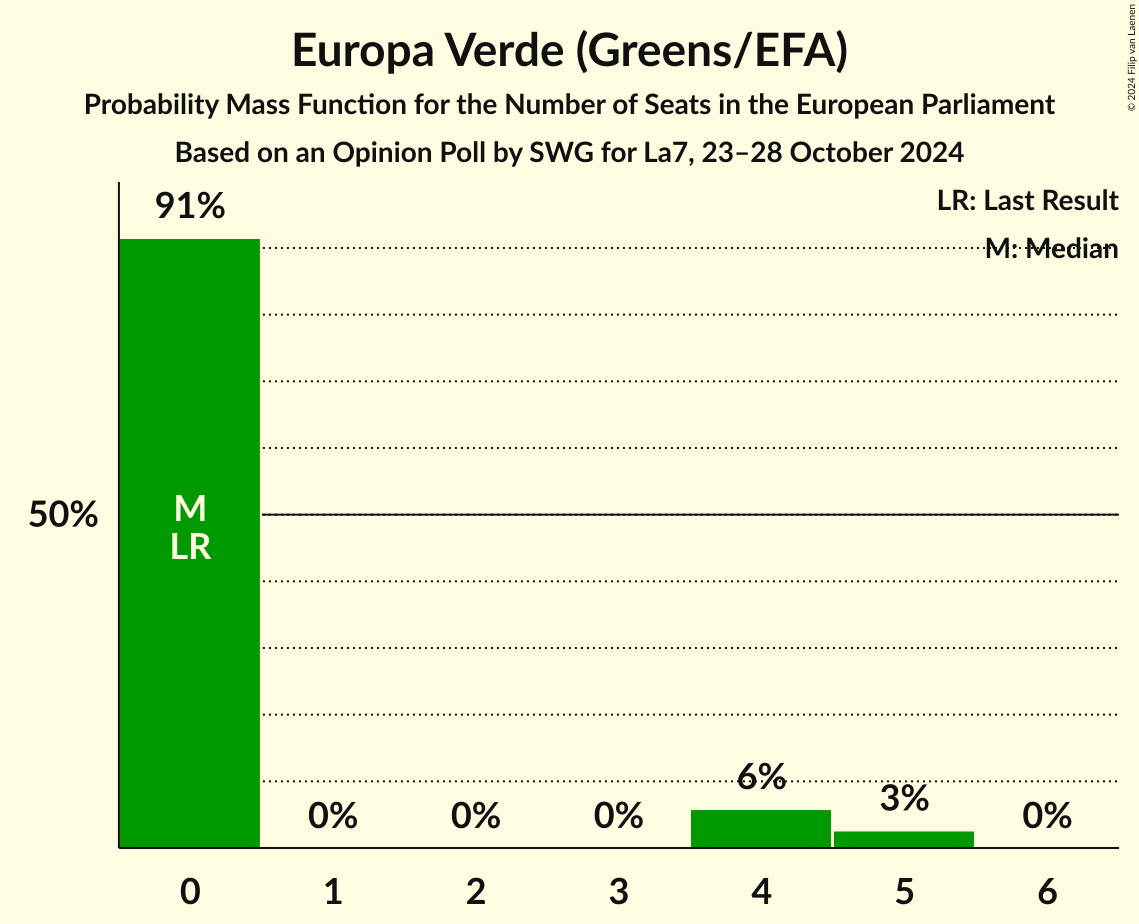 Europa Verde (Greens/EFA)
Probability Mass Function for the Number of Seats in the European Parliament
Based on an Opinion Poll by SWG for La7, 23–28 October 2024
© 2024 Filip van Laenen
LR: Last Result
M: Median
91%
50%
M
LR
0%
0%
0%
6%
3%
0%
0
1
2
3
4
5
6